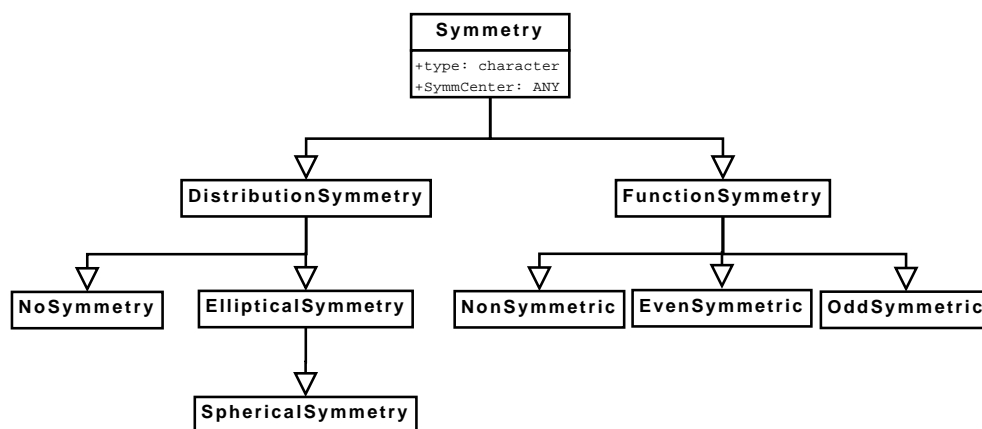 Symmetry
+type: character
+SymmCenter: ANY
DistributionSymmetry
FunctionSymmetry
NoSymmetry
EllipticalSymmetry
NonSymmetric
EvenSymmetric
OddSymmetric
SphericalSymmetry